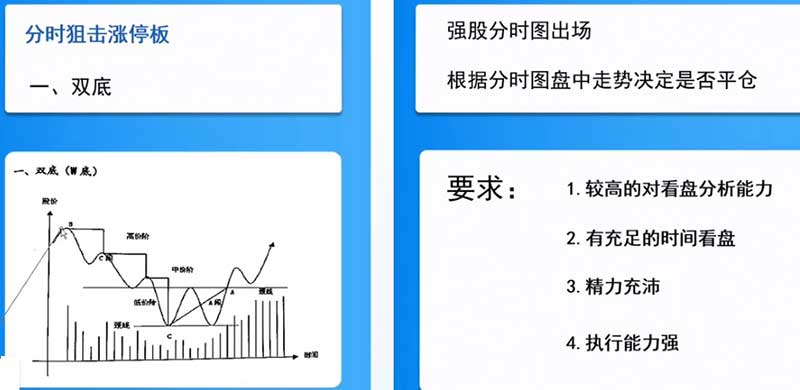 分时狙击涨停板
一、双底
一、双底（W底）
股价
B
高价阶
C阁
中价阶
低价阶
A阁
A
颈线
颈线
C
时间
强股分时图出场
根据分时图盘中走势决定是否平仓
要求：
1.较高的对看盘分析能力
2.有充足的时间看盘
3.精力充沛
4.执行能力强